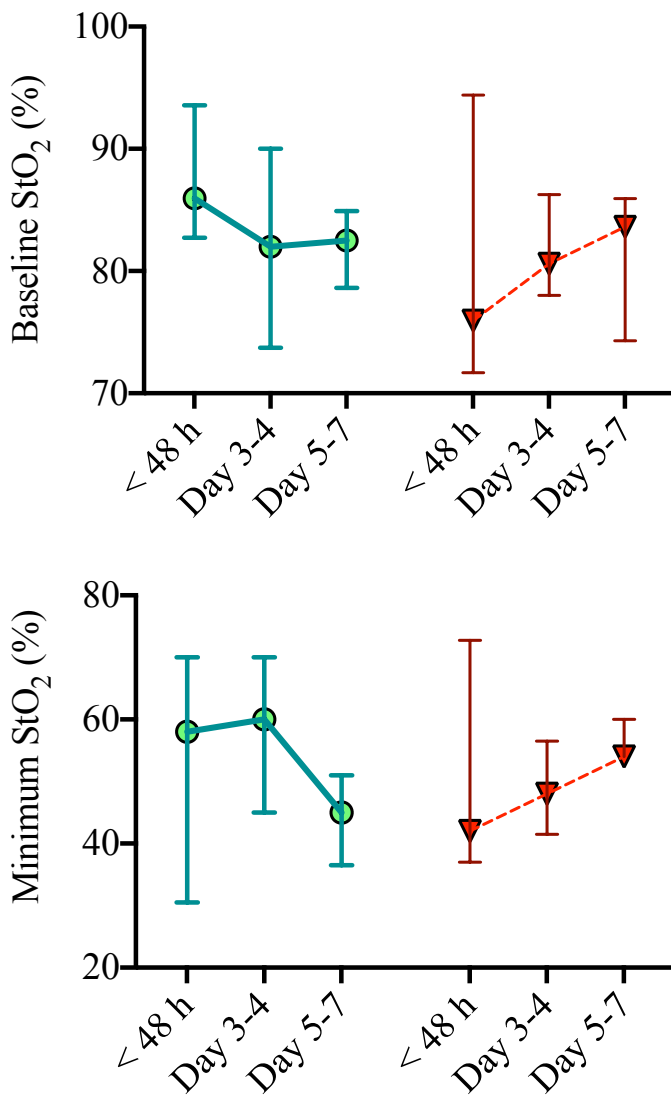 Baseline StO2 (%)
100
90
80
70
< 48 h
Day 3-4
Day 5-7
< 48 h
Day 3-4
Day 5-7
Minimum StO2 (%)
80
60
40
20
< 48 h
Day 3-4
Day 5-7
< 48 h
Day 3-4
Day 5-7